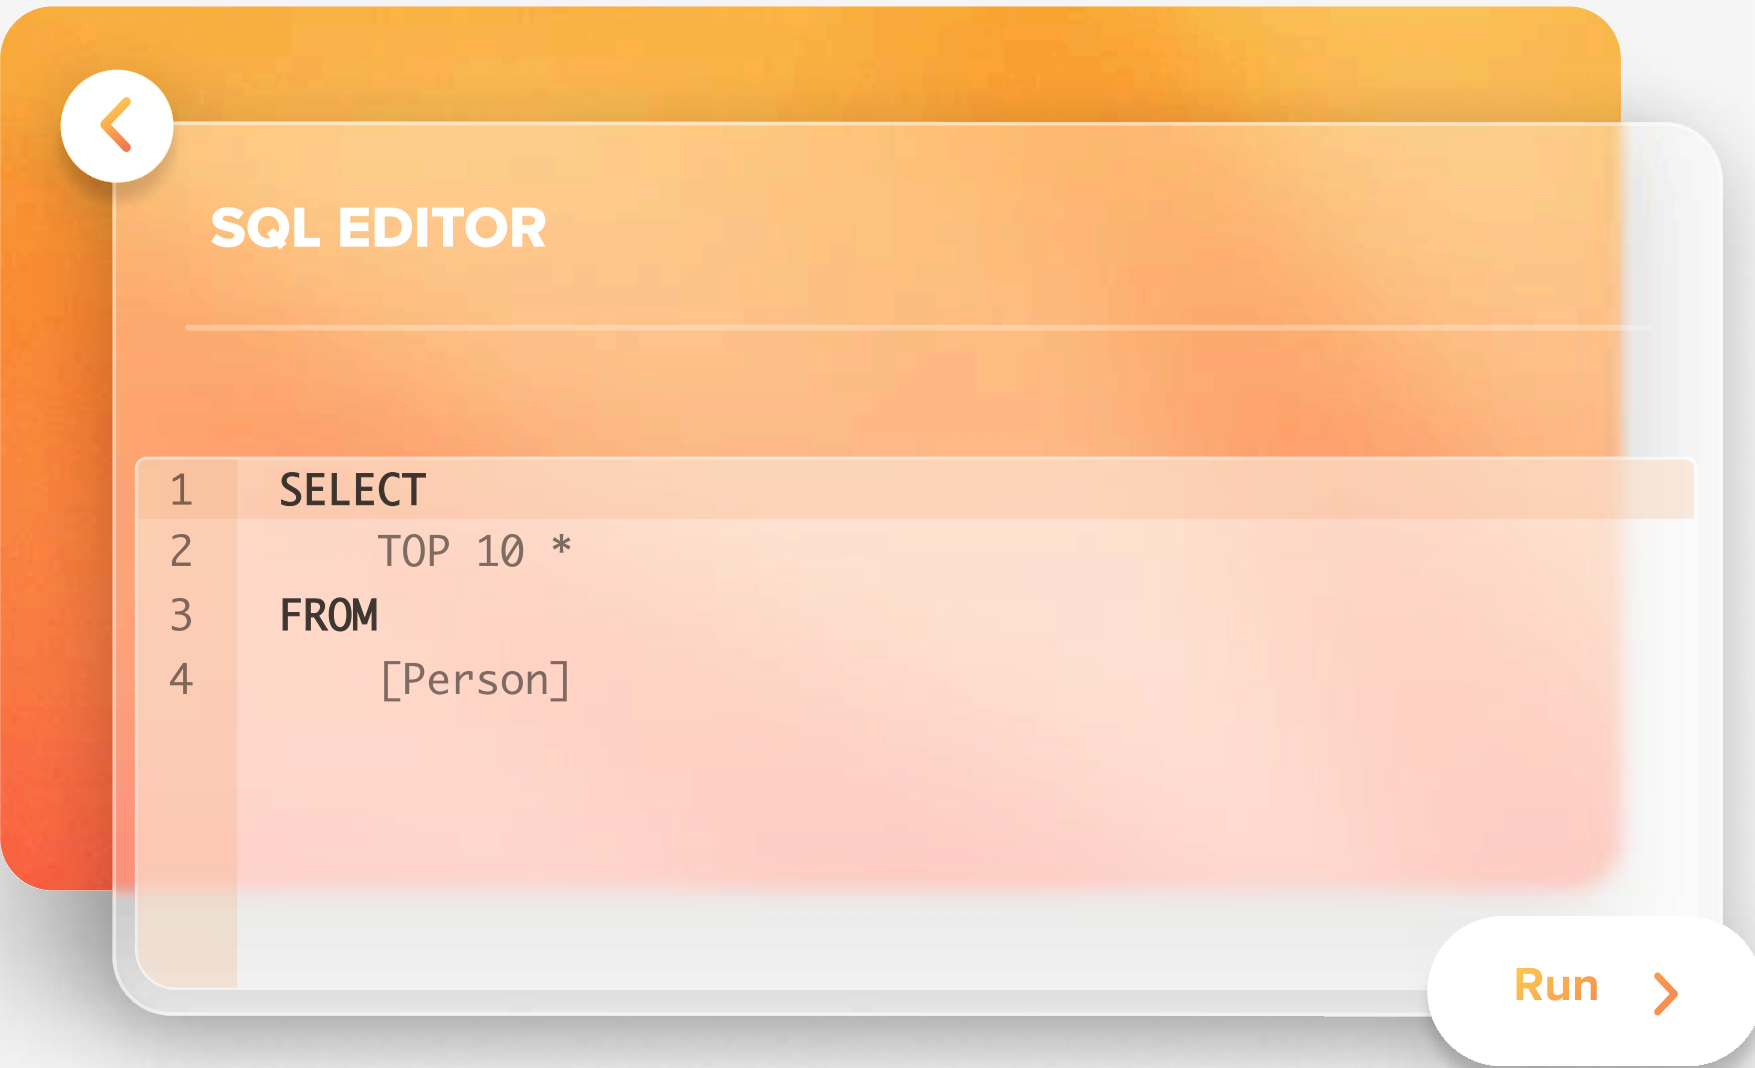 SQL EDITOR
1 SELECT
2 TOP 10 *
3 FROM
4 [Person]
Run